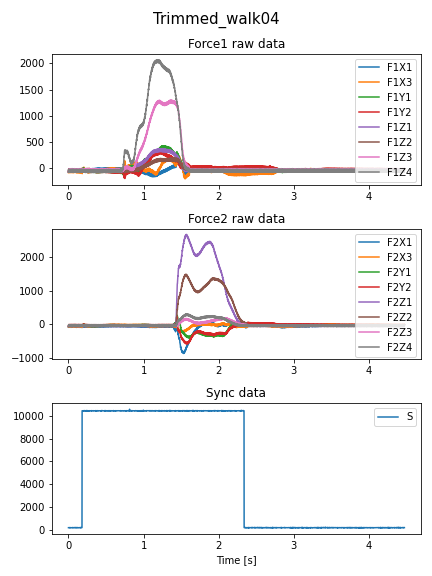 Trimmed_walk04
Force1 raw data
2000
1500
1000
500
0
F1X1
F1X3
F1Y1
F1Y2
F1Z1
F1Z2
F1Z3
F1Z4
0 1 2 3 4
Force2 raw data
2000
1000
0
−1000
F2X1
F2X3
F2Y1
F2Y2
F2Z1
F2Z2
F2Z3
F2Z4
0 1 2 3 4
Sync data
10000
8000
6000
4000
2000
0
S
0 1 2 3 4
Time [s]